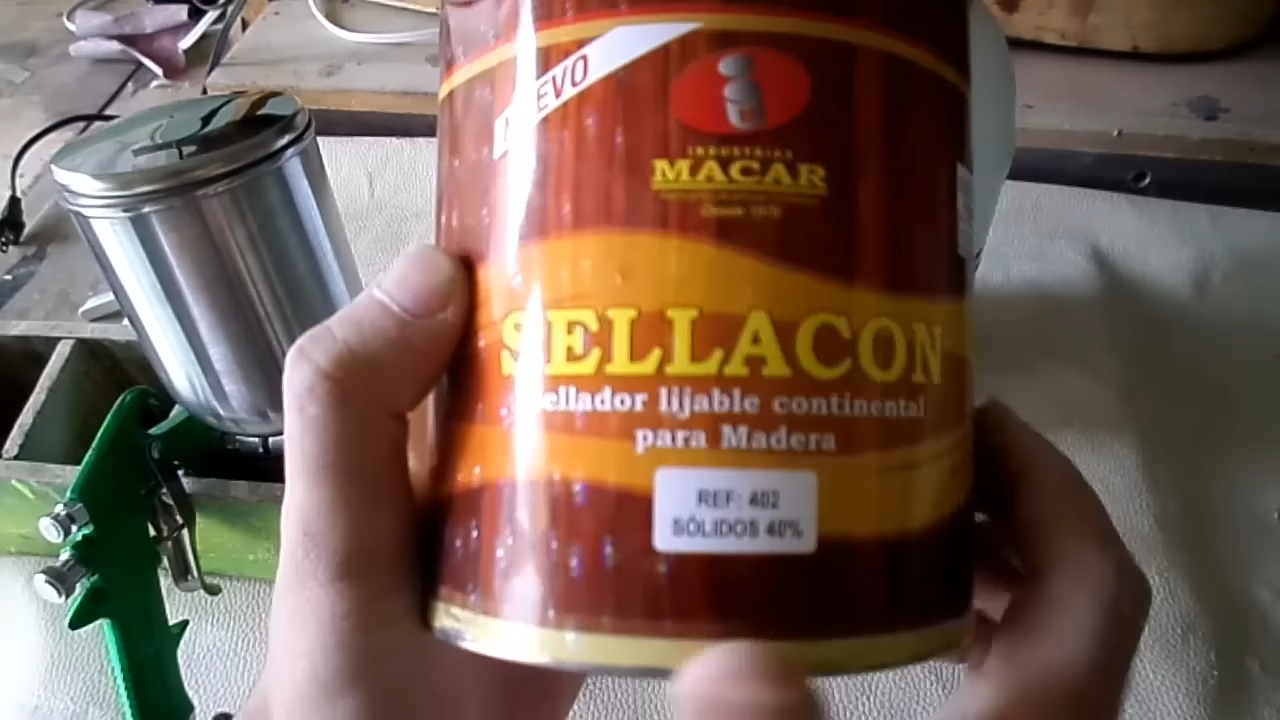 EVO
INDUSTRIAS
MACAR
SELLACON
ellador lijable continental
para Madera
REF: 402
SÓLIDOS 40%